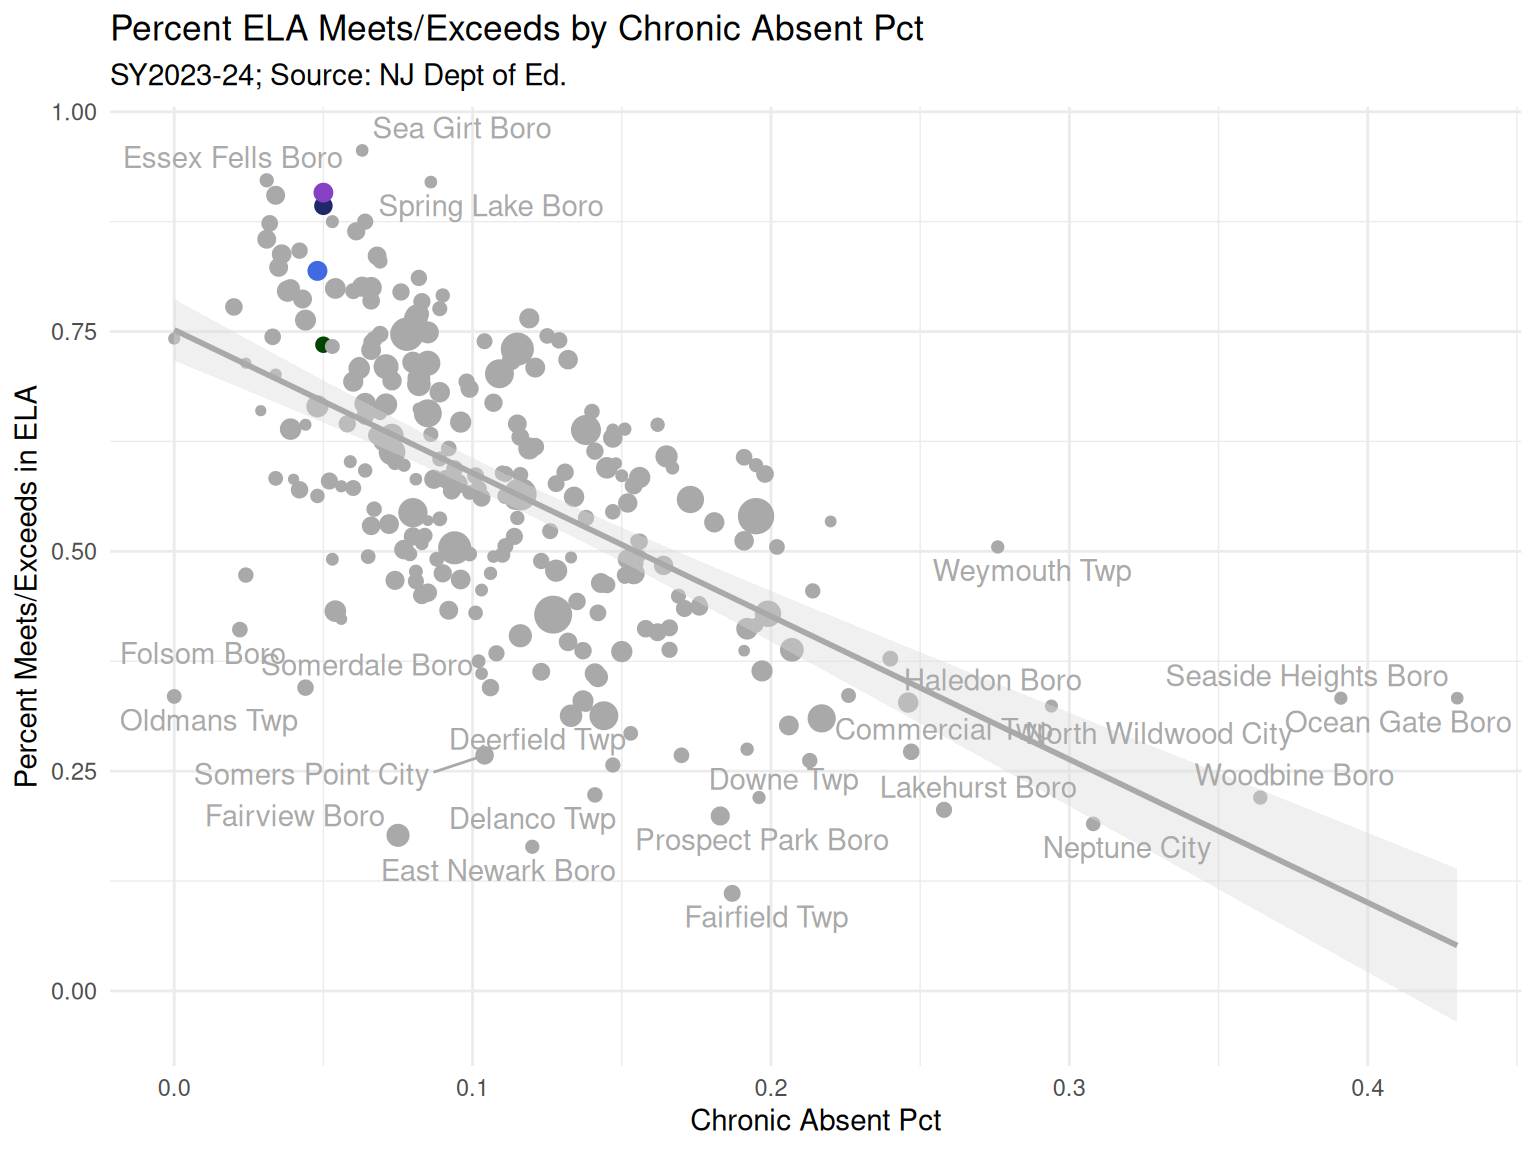 Percent ELA Meets/Exceeds by Chronic Absent Pct
SY2023-24; Source: NJ Dept of Ed.
1.00
Sea Girt Boro
Essex Fells Boro
Spring Lake Boro
0.75
Percent Meets/Exceeds in ELA
0.50
Weymouth Twp
Folsom Boro
Somerdale Boro
Haledon Boro
Seaside Heights Boro
Oldmans Twp
Commercial Twp
North Wildwood City
Ocean Gate Boro
Deerfield Twp
0.25
Somers Point City
Downe Twp
Lakehurst Boro
Woodbine Boro
Fairview Boro
Delanco Twp
Prospect Park Boro
Neptune City
East Newark Boro
Fairfield Twp
0.00
0.0 0.1 0.2 0.3 0.4
Chronic Absent Pct